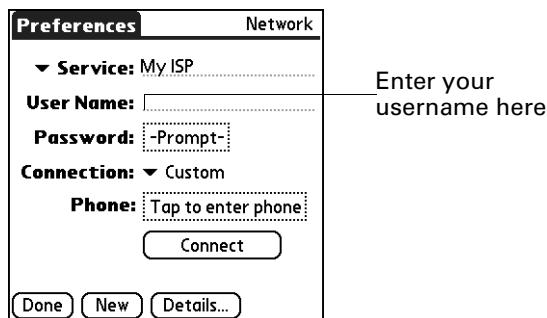 Preferences Network
Service: My ISP
User Name:
Enter your
username here
Password: -Prompt-
Connection: Custom
Phone: Tap to enter phone
Connect
Done New Details...